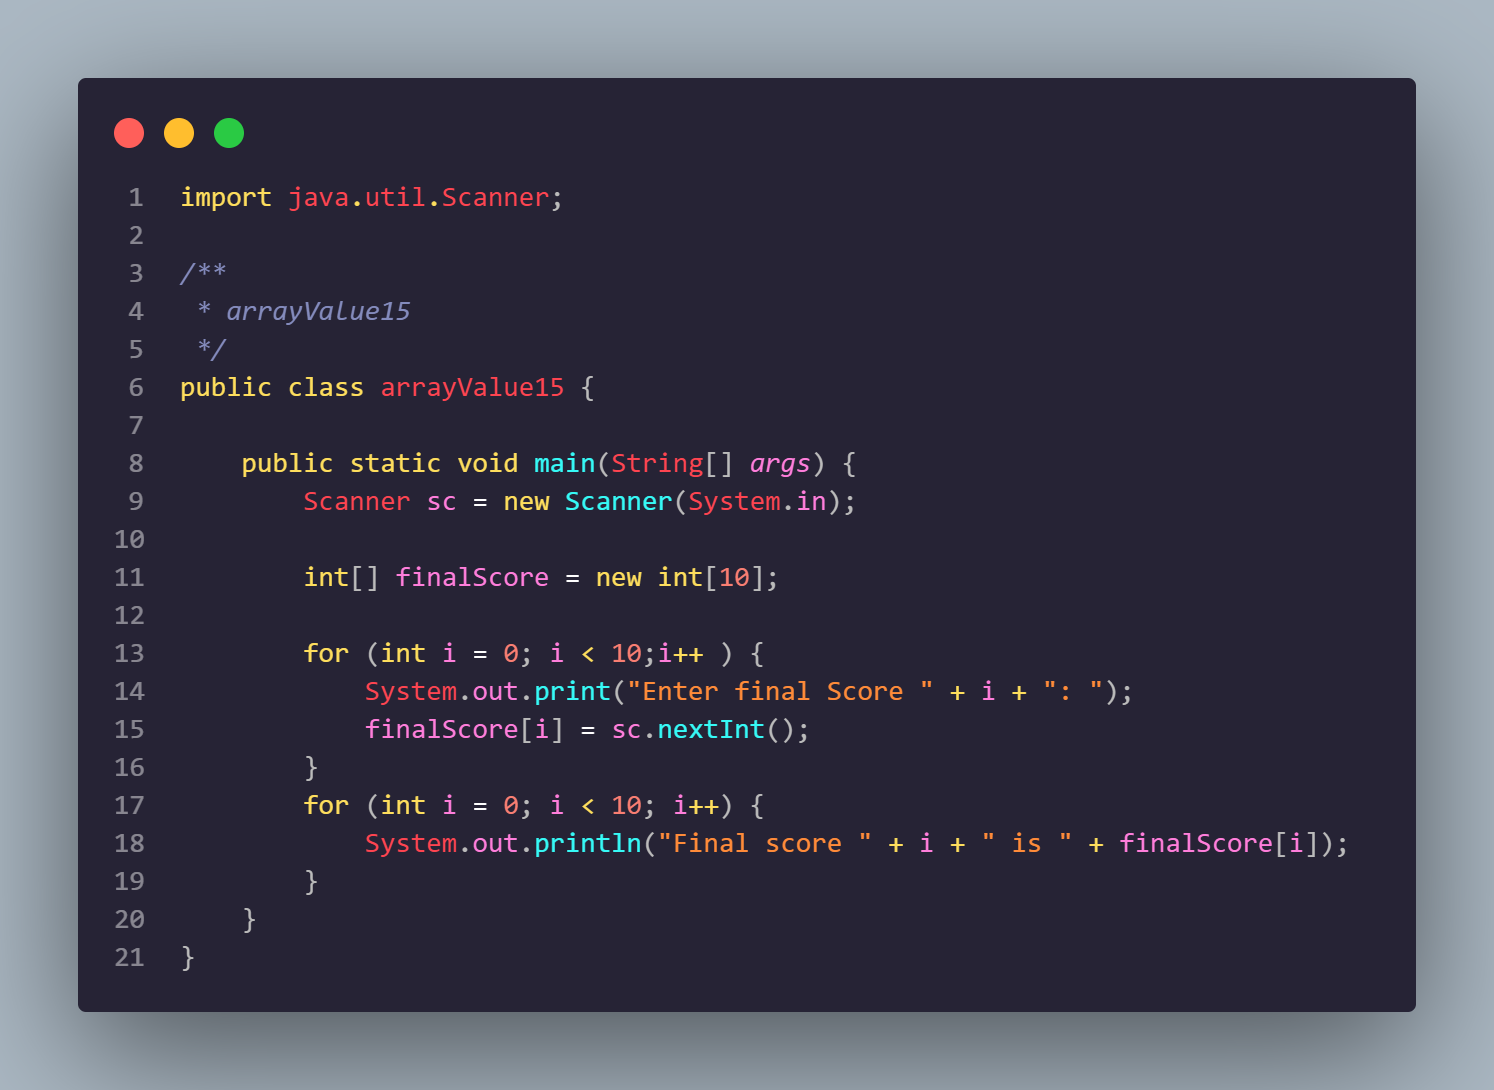 1 import java.util.Scanner;
2
3 /**
4  * arrayValue15
5  */
6 public class arrayValue15 {
7
8     public static void main(String[] args) {
9         Scanner sc = new Scanner(System.in);
10
11         int[] finalScore = new int[10];
12
13         for (int i = 0; i < 10;i++ ) {
14             System.out.print("Enter final Score " + i + ": ");
15             finalScore[i] = sc.nextInt();
16         }
17         for (int i = 0; i < 10; i++) {
18             System.out.println("Final score " + i + " is " + finalScore[i]);
19         }
20     }
21 }